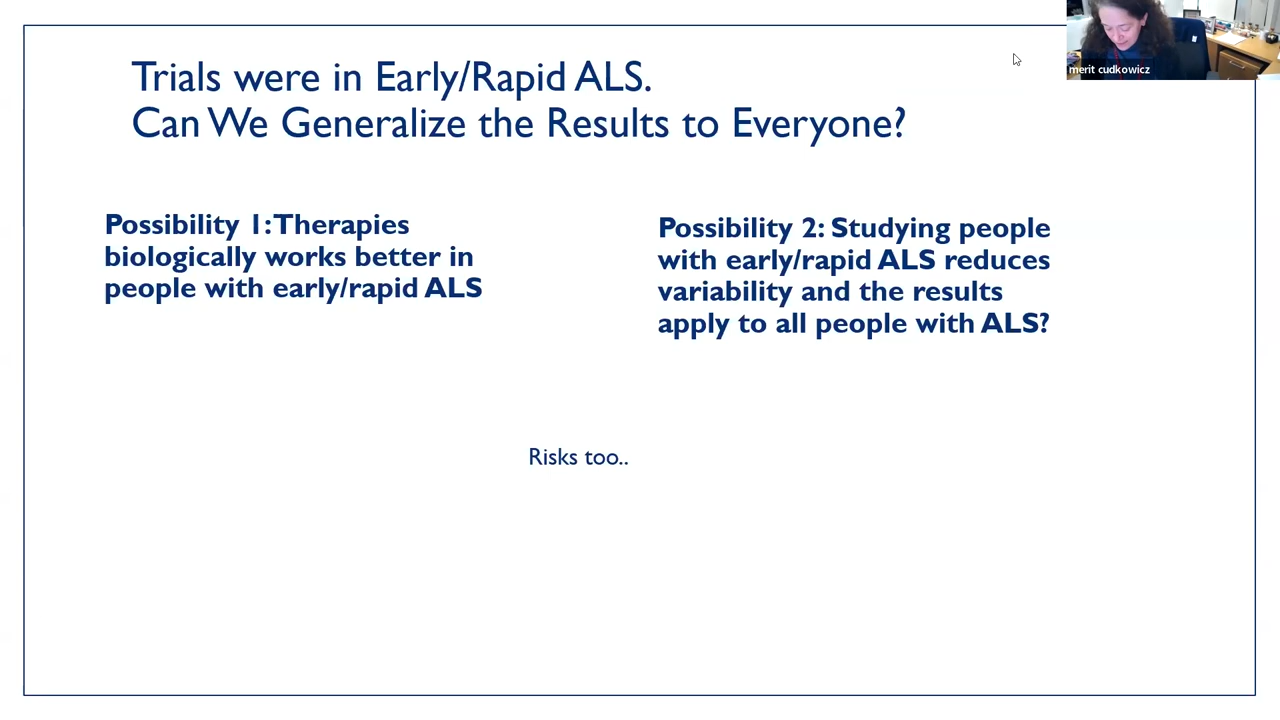 Trials were in Early/Rapid ALS.
Can We Generalize the Results to Everyone?
merit cudkowicz
Possibility 1: Therapies
biologically works better in
people with early/rapid ALS
Possibility 2: Studying people
with early/rapid ALS reduces
variability and the results
apply to all people with ALS?
Risks too..